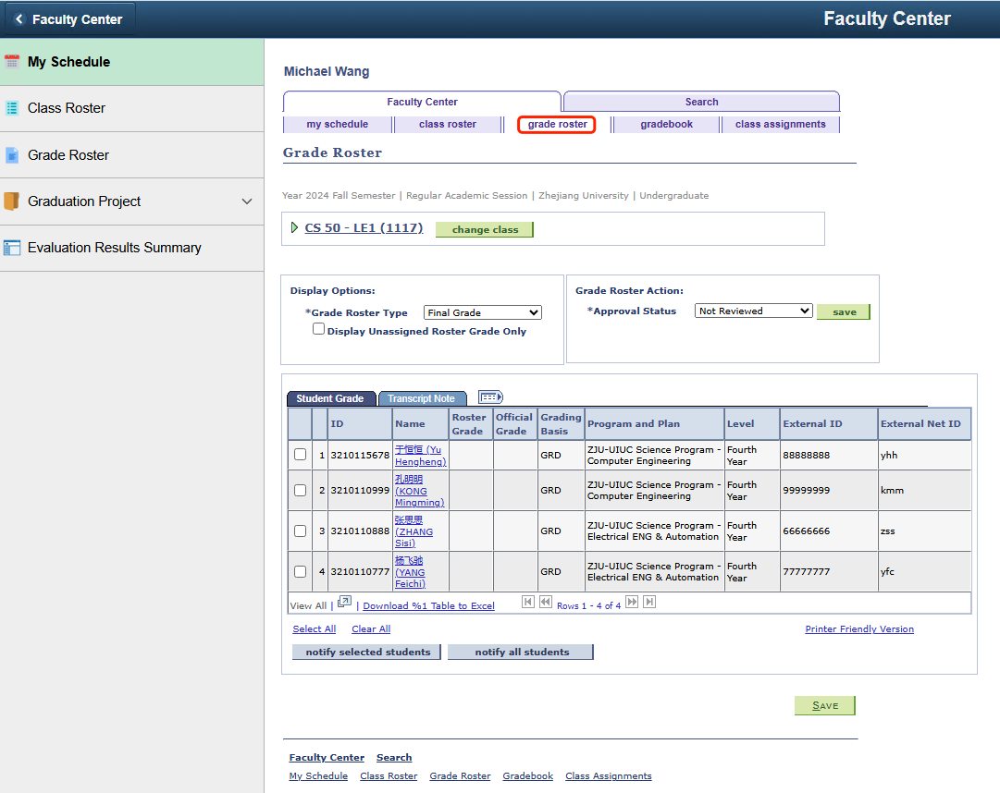 Faculty Center
Faculty Center
My Schedule
Class Roster
Grade Roster
Graduation Project
Evaluation Results Summary
Michael Wang
Faculty Center
Search
my schedule
class roster
grade roster
gradebook
class assignments
Grade Roster
Year 2024 Fall Semester | Regular Academic Session | Zhejiang University | Undergraduate
CS 50 - LE1 (1117)
change class
Display Options:
*Grade Roster Type
Final Grade
Display Unassigned Roster Grade Only
Grade Roster Action:
*Approval Status
Not Reviewed
save
Student Grade
Transcript Note
ID
Name
Roster
Grade
Official
Grade
Grading
Basis
Program and Plan
Level
External ID
External Net ID
1
3210115678
于恒恒 (Yu
Hengheng)
GRD
ZJU-UIUC Science Program -
Computer Engineering
Fourth
Year
88888888
yhh
2
3210110999
孔明明
(KONG
Mingming)
GRD
ZJU-UIUC Science Program -
Computer Engineering
Fourth
Year
99999999
kmm
3
3210110888
张思思
(ZHANG
Sisi)
GRD
ZJU-UIUC Science Program -
Electrical ENG & Automation
Fourth
Year
66666666
zss
4
3210110777
杨飞驰
(YANG
Feichi)
GRD
ZJU-UIUC Science Program -
Electrical ENG & Automation
Fourth
Year
77777777
yfc
View All | | Download %1 Table to Excel
Rows 1 - 4 of 4
Select All
Clear All
Printer Friendly Version
notify selected students
notify all students
SAVE
Faculty Center
Search
My Schedule
Class Roster
Grade Roster
Gradebook
Class Assignments